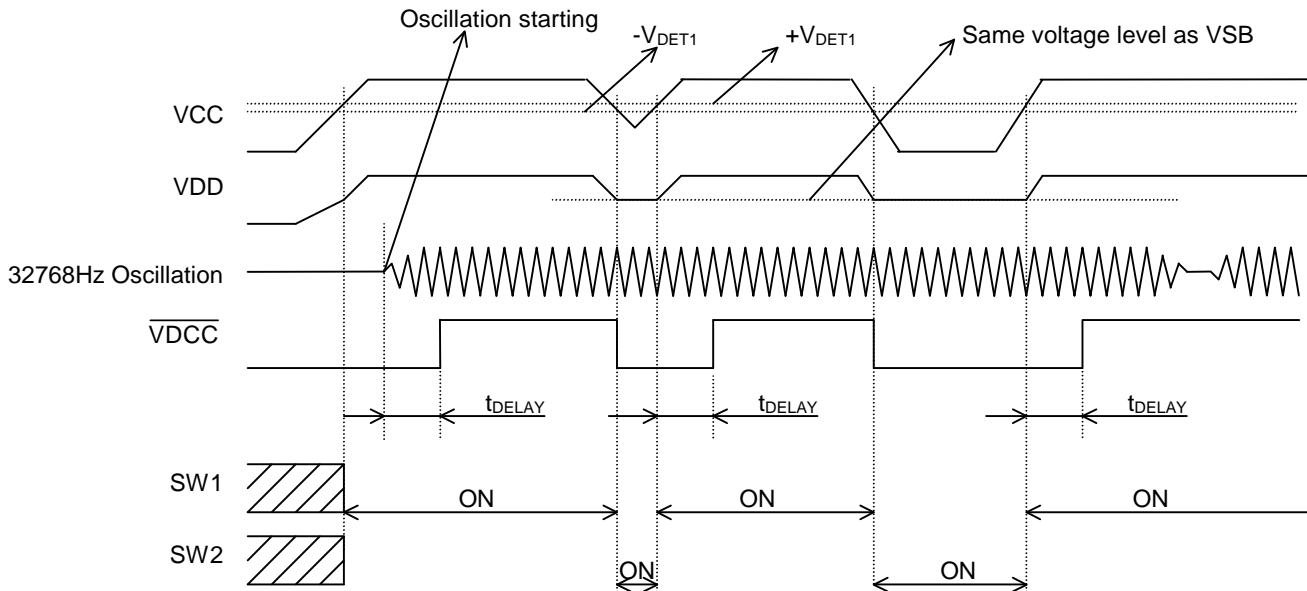 Oscillation starting
-VDET1
+VDET1
Same voltage level as VSB
VCC
VDD
32768Hz Oscillation
VDCC
tDELAY
tDELAY
tDELAY
SW1
ON
ON
ON
SW2
ON
ON